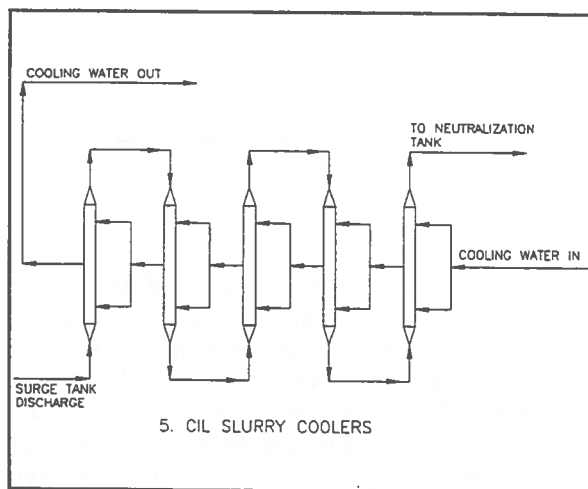 COOLING WATER OUT
TO NEUTRALIZATION
TANK
COOLING WATER IN
SURGE TANK
DISCHARGE
5. CIL SLURRY COOLERS